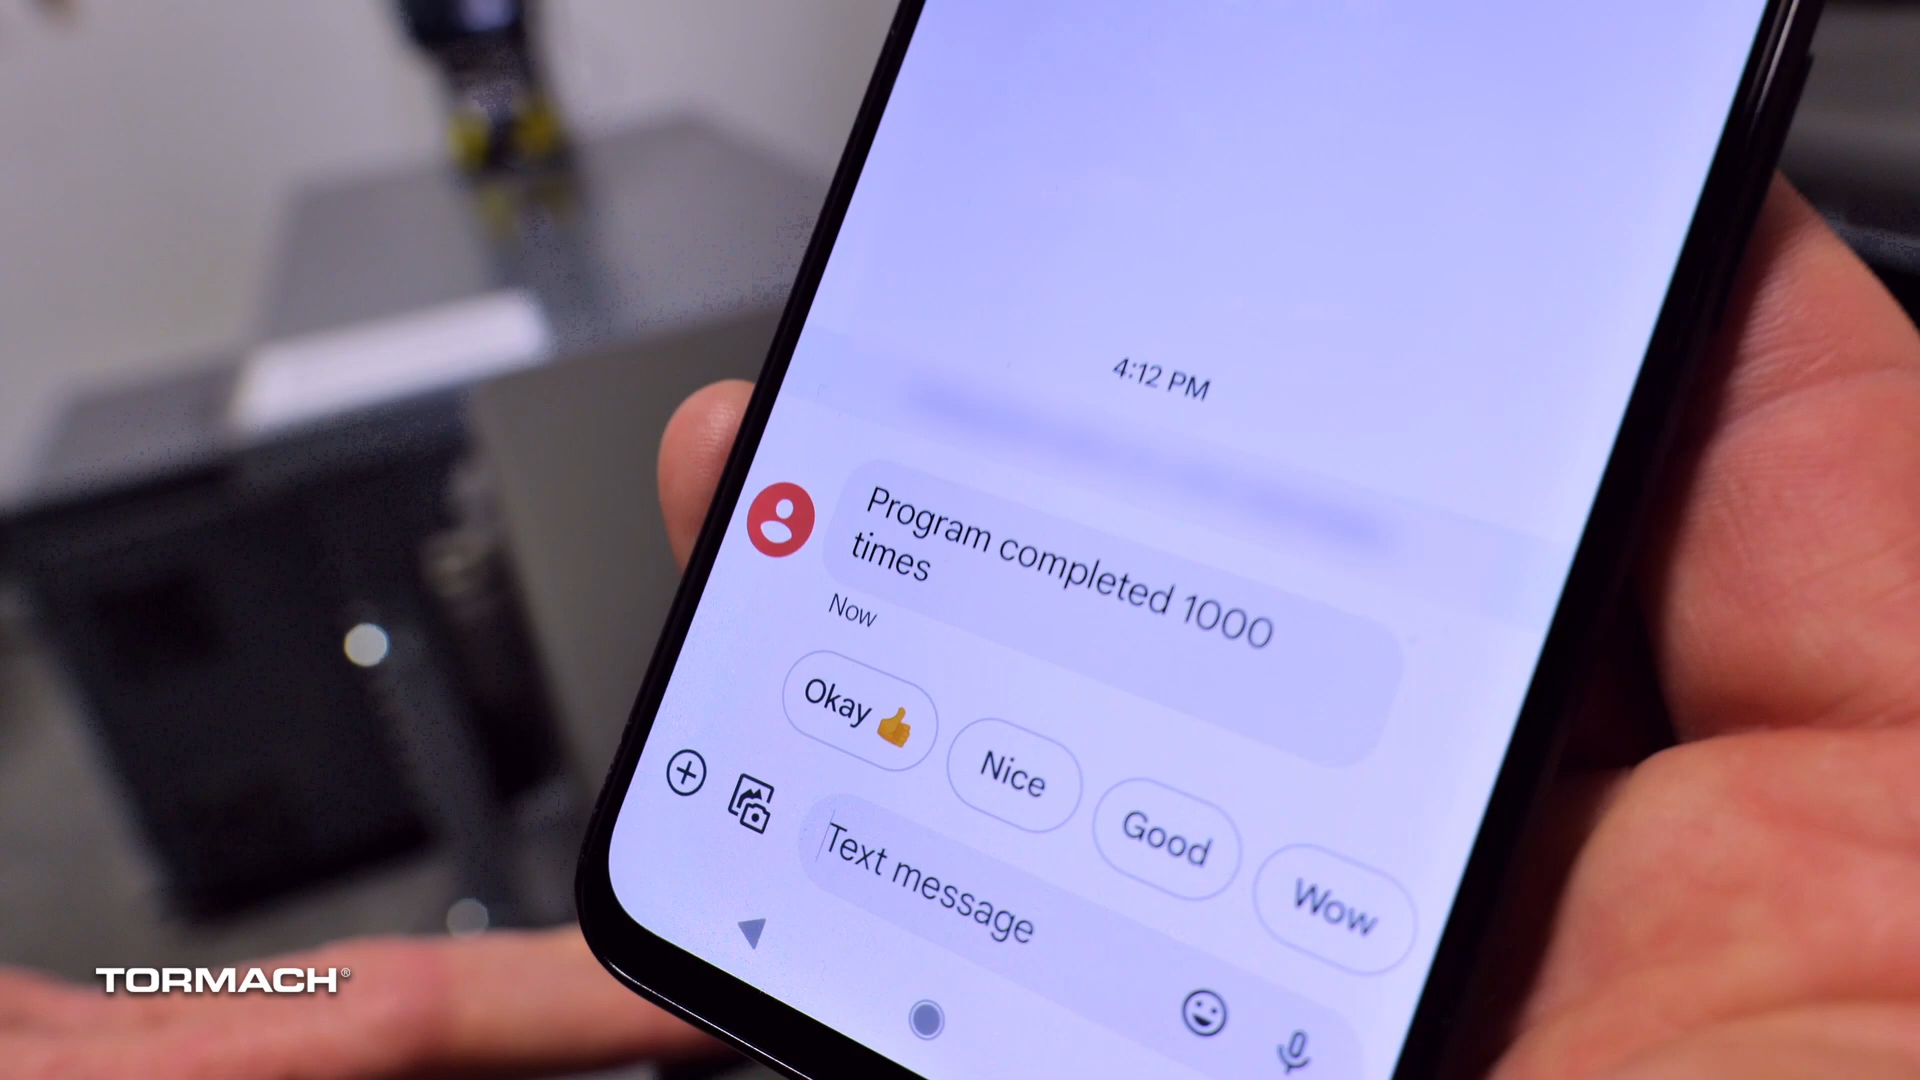 4:12 PM
Program completed 1000
times
Now
Okay 👍
Nice
Good
Wow
Text message
TORMACH®